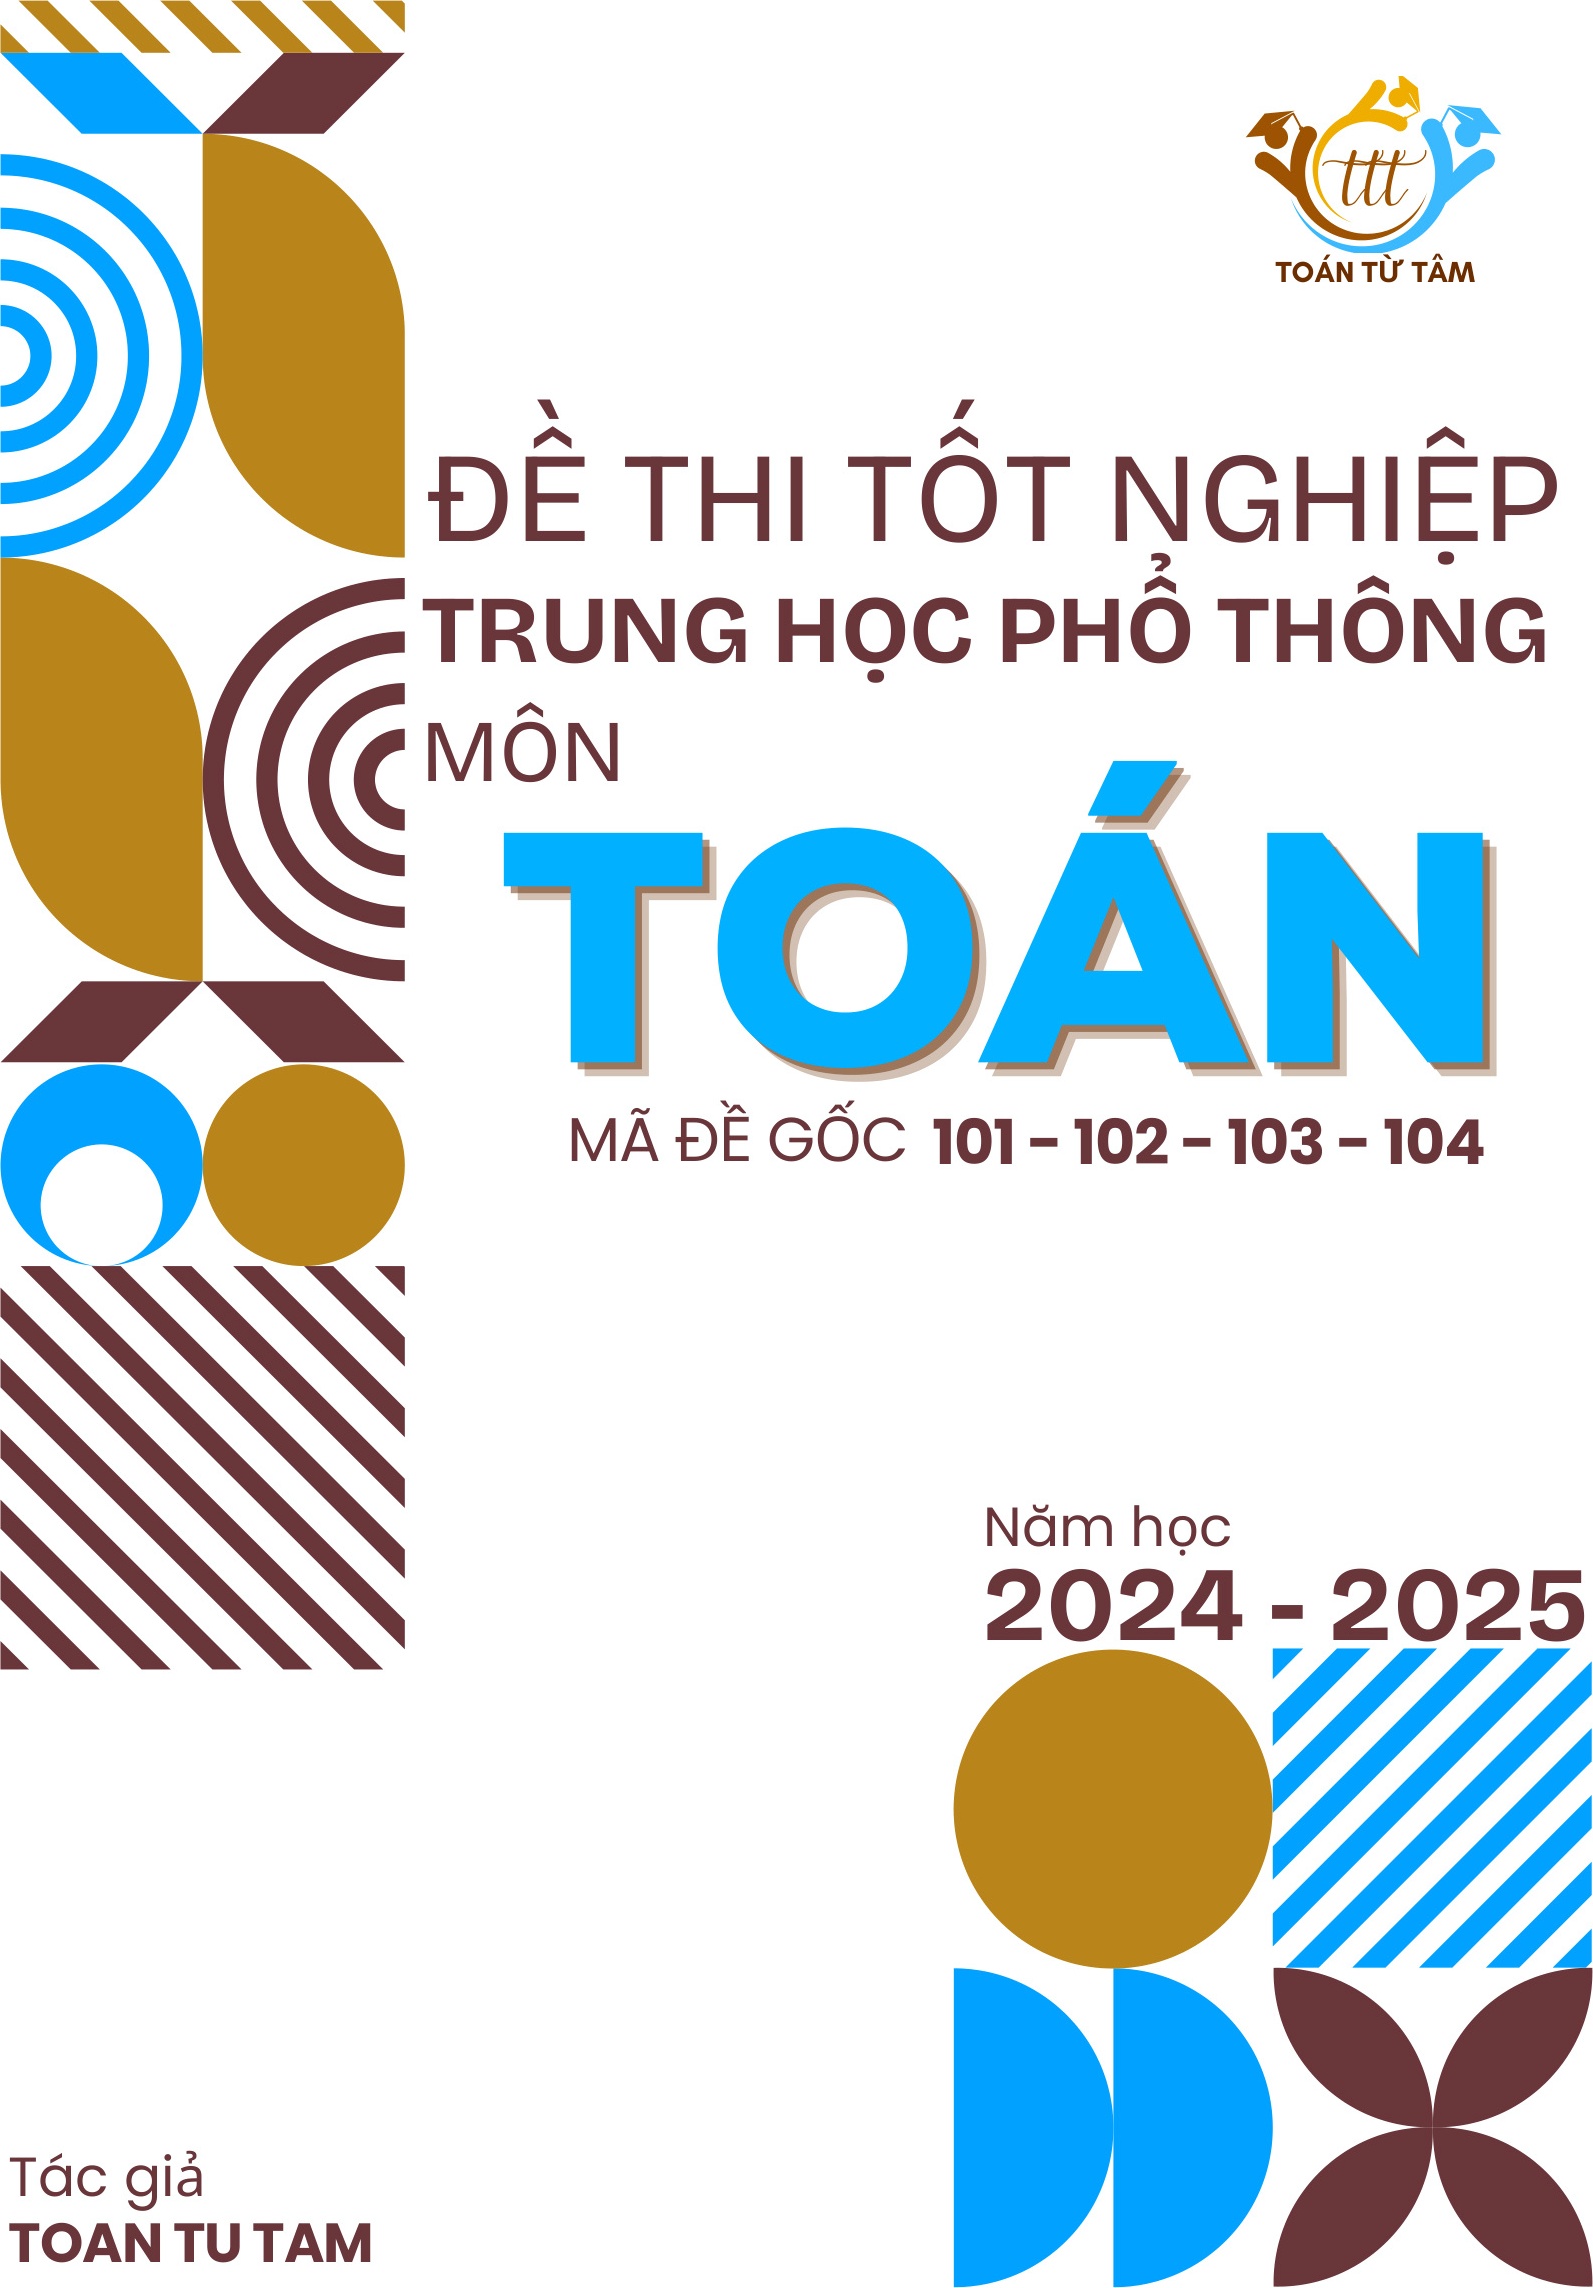 ttt
TOÁN TỪ TÂM
ĐỀ THI TỐT NGHIỆP
TRUNG HỌC PHỔ THÔNG
MÔN
TOÁN
MÃ ĐỀ GỐC 101 – 102 – 103 – 104
Năm học
2024 - 2025
Tác giả
TOAN TU TAM